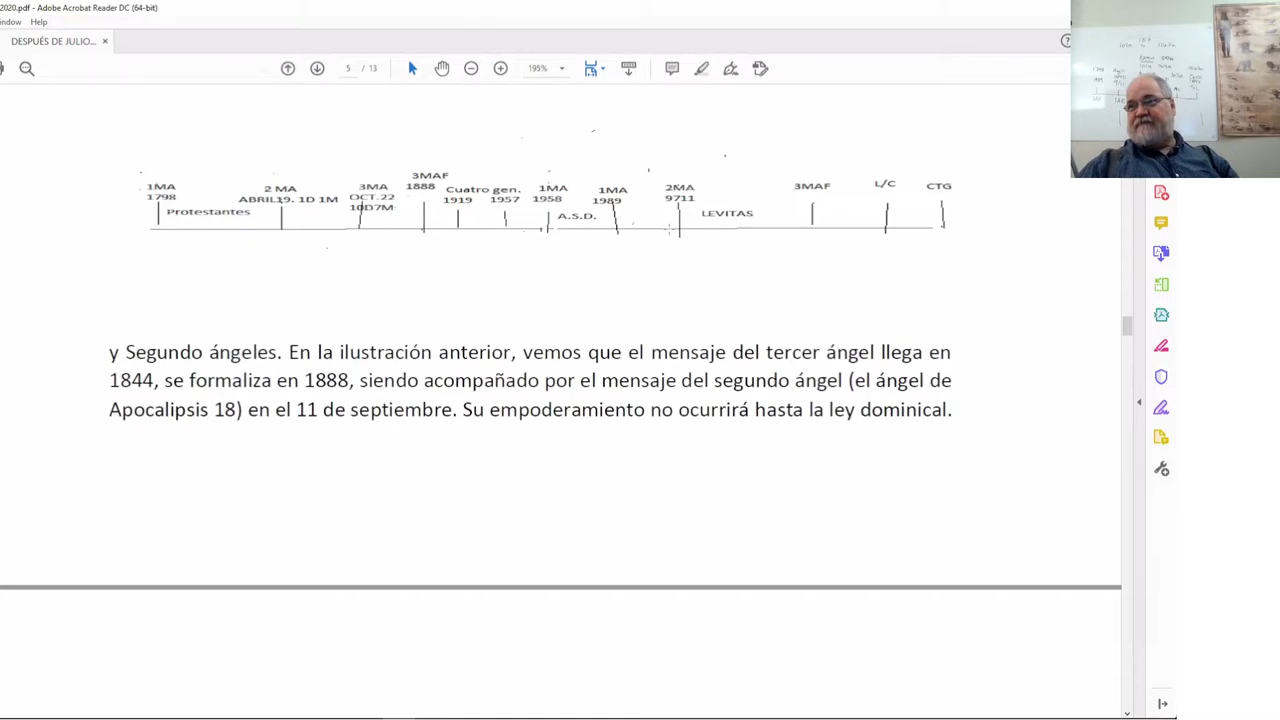 2020.pdf - Adobe Acrobat Reader DC (64-bit)
indow Help
DESPUÉS DE JULIO... ×
5 / 13 195%
3MAF
1MA 2 MA 3MA 1888 Cuatro gen. 1MA 1MA 2MA 3MAF L/C CTG
1798 ABRIL19. 1D 1M OCT.22 1919 1957 1958 1989 9711
Protestantes 10D7M A.S.D. LEVITAS
y Segundo ángeles. En la ilustración anterior, vemos que el mensaje del tercer ángel llega en
1844, se formaliza en 1888, siendo acompañado por el mensaje del segundo ángel (el ángel de
Apocalipsis 18) en el 11 de septiembre. Su empoderamiento no ocurrirá hasta la ley dominical.